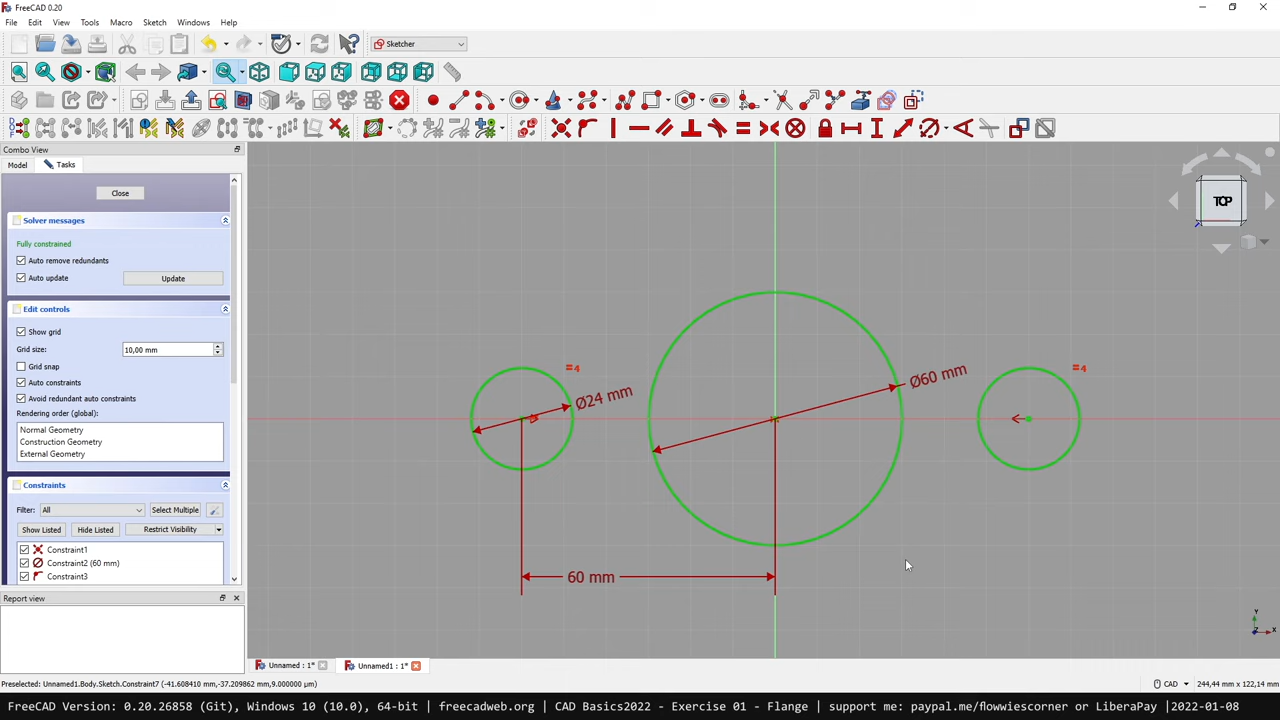 FreeCAD 0.20
File Edit View Tools Macro Sketch Windows Help
Sketcher
Combo View
Model Tasks
Close
Solver messages
Fully constrained
Auto remove redundants
Auto update Update
Edit controls
Show grid
Grid size: 10,00 mm
Grid snap
Auto constraints
Avoid redundant auto constraints
Rendering order (global):
Normal Geometry
Construction Geometry
External Geometry
Constraints
Filter: All Select Multiple
Show Listed Hide Listed Restrict Visibility
Constraint1
Constraint2 (60 mm)
Constraint3
Report view
TOP
=4
=4
Ø24 mm
Ø60 mm
60 mm
Y
Z X
Unnamed : 1*
Unnamed1 : 1*
Preselected: Unnamed1.Body.Sketch.Constraint7 (-41.608410 mm,-37.209862 mm,9.000000 µm)
CAD
244,44 mm x 122,14 mm
FreeCAD Version: 0.20.26858 (Git), Windows 10 (10.0), 64-bit | freecadweb.org | CAD Basics2022 - Exercise 01 - Flange | support me: paypal.me/flowwiescorner or LiberaPay |2022-01-08